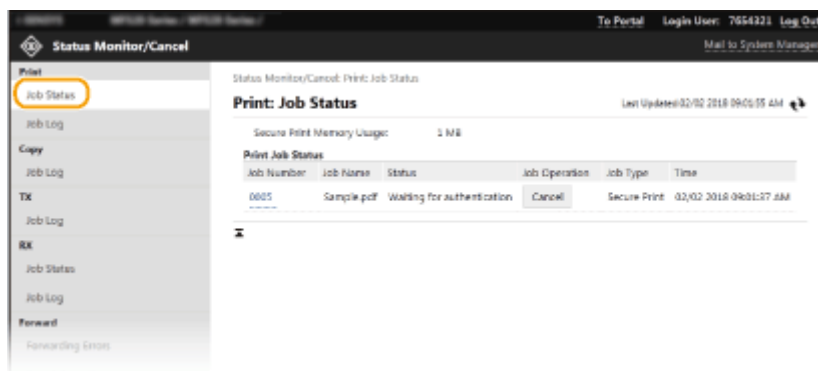 To Portal Login User: 7654321 Log Out
Status Monitor/Cancel
Mail to System Manager
Print
Job Status
Job Log
Copy
Job Log
TX
Job Log
RX
Job Status
Job Log
Forward
Forwarding Errors
Status Monitor/Cancel: Print: Job Status
Print: Job Status
Last Updated:02/02 2018 09:01:55 AM
Secure Print Memory Usage: 1 MB
Print Job Status
Job Number Job Name Status Job Operation Job Type Time
0005 Sample.pdf Waiting for authentication Cancel Secure Print 02/02 2018 09:01:37 AM